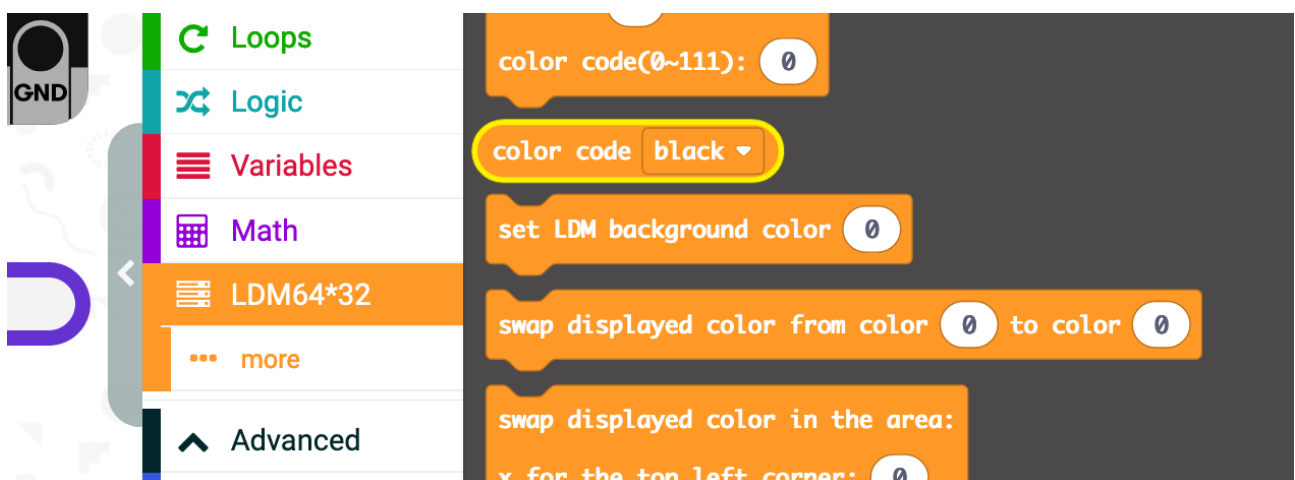 GND
Loops
Logic
Variables
Math
LDM64*32
more
Advanced
color code(0~111): 0
color code black
set LDM background color 0
swap displayed color from color 0 to color 0
swap displayed color in the area:
x for the top left corner: 0